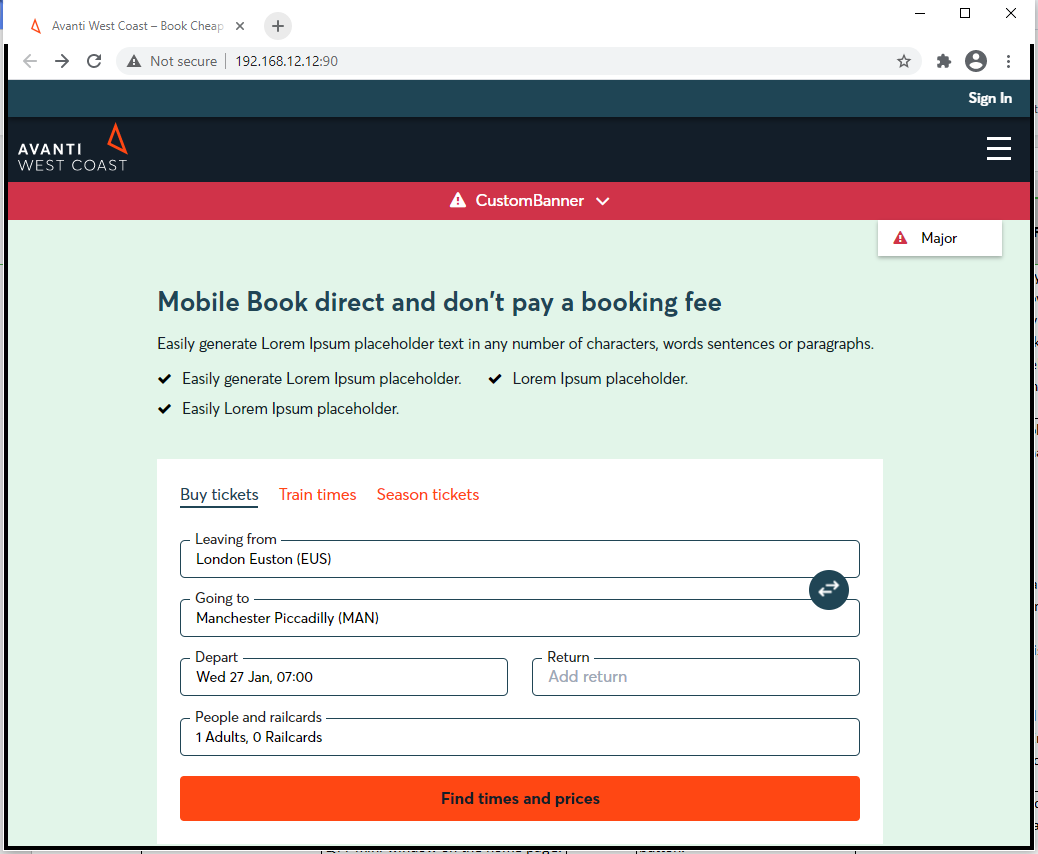 Avanti West Coast – Book Cheap
Not secure 192.168.12.12:90
Sign In
AVANTI
WEST COAST
CustomBanner
Major
Mobile Book direct and don't pay a booking fee
Easily generate Lorem Ipsum placeholder text in any number of characters, words sentences or paragraphs.
Easily generate Lorem Ipsum placeholder. Lorem Ipsum placeholder.
Easily Lorem Ipsum placeholder.
Buy tickets Train times Season tickets
Leaving from
London Euston (EUS)
Going to
Manchester Piccadilly (MAN)
Depart Return
Wed 27 Jan, 07:00 Add return
People and railcards
1 Adults, 0 Railcards
Find times and prices